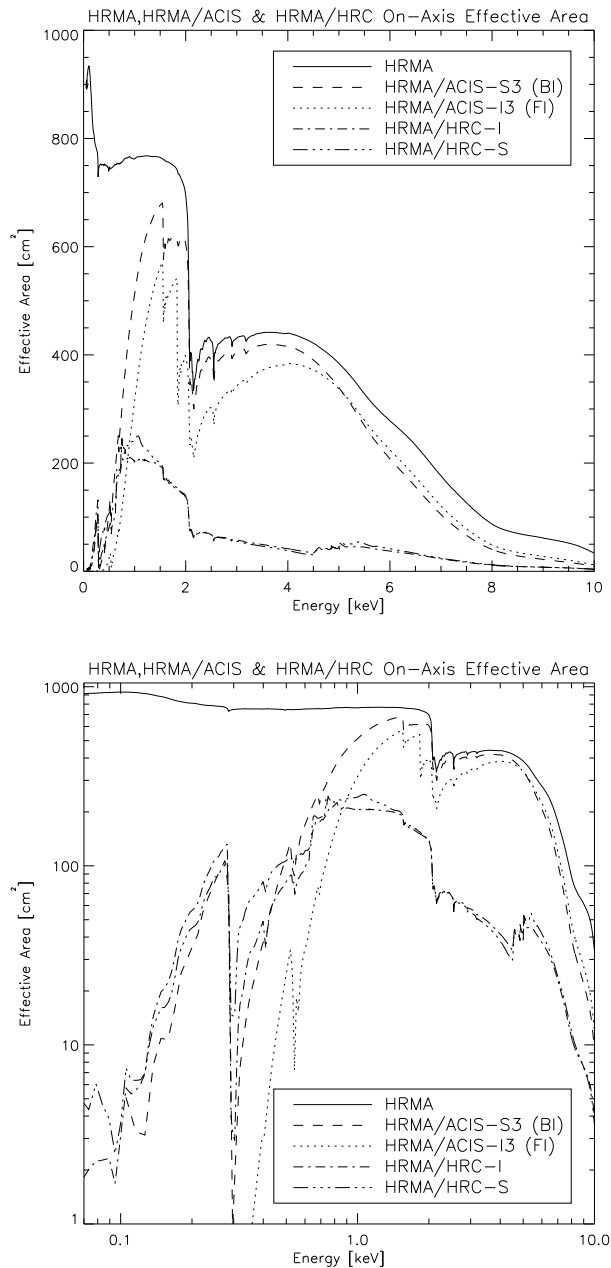 HRMA,HRMA/ACIS & HRMA/HRC On-Axis Effective Area
1000
800
600
400
200
0
Effective Area [cm²]
HRMA
HRMA/ACIS-S3 (BI)
HRMA/ACIS-I3 (FI)
HRMA/HRC-I
HRMA/HRC-S
0 2 4 6 8 10
Energy [keV]
HRMA,HRMA/ACIS & HRMA/HRC On-Axis Effective Area
1000
100
10
1
Effective Area [cm²]
HRMA
HRMA/ACIS-S3 (BI)
HRMA/ACIS-I3 (FI)
HRMA/HRC-I
HRMA/HRC-S
0.1 1.0 10.0
Energy [keV]